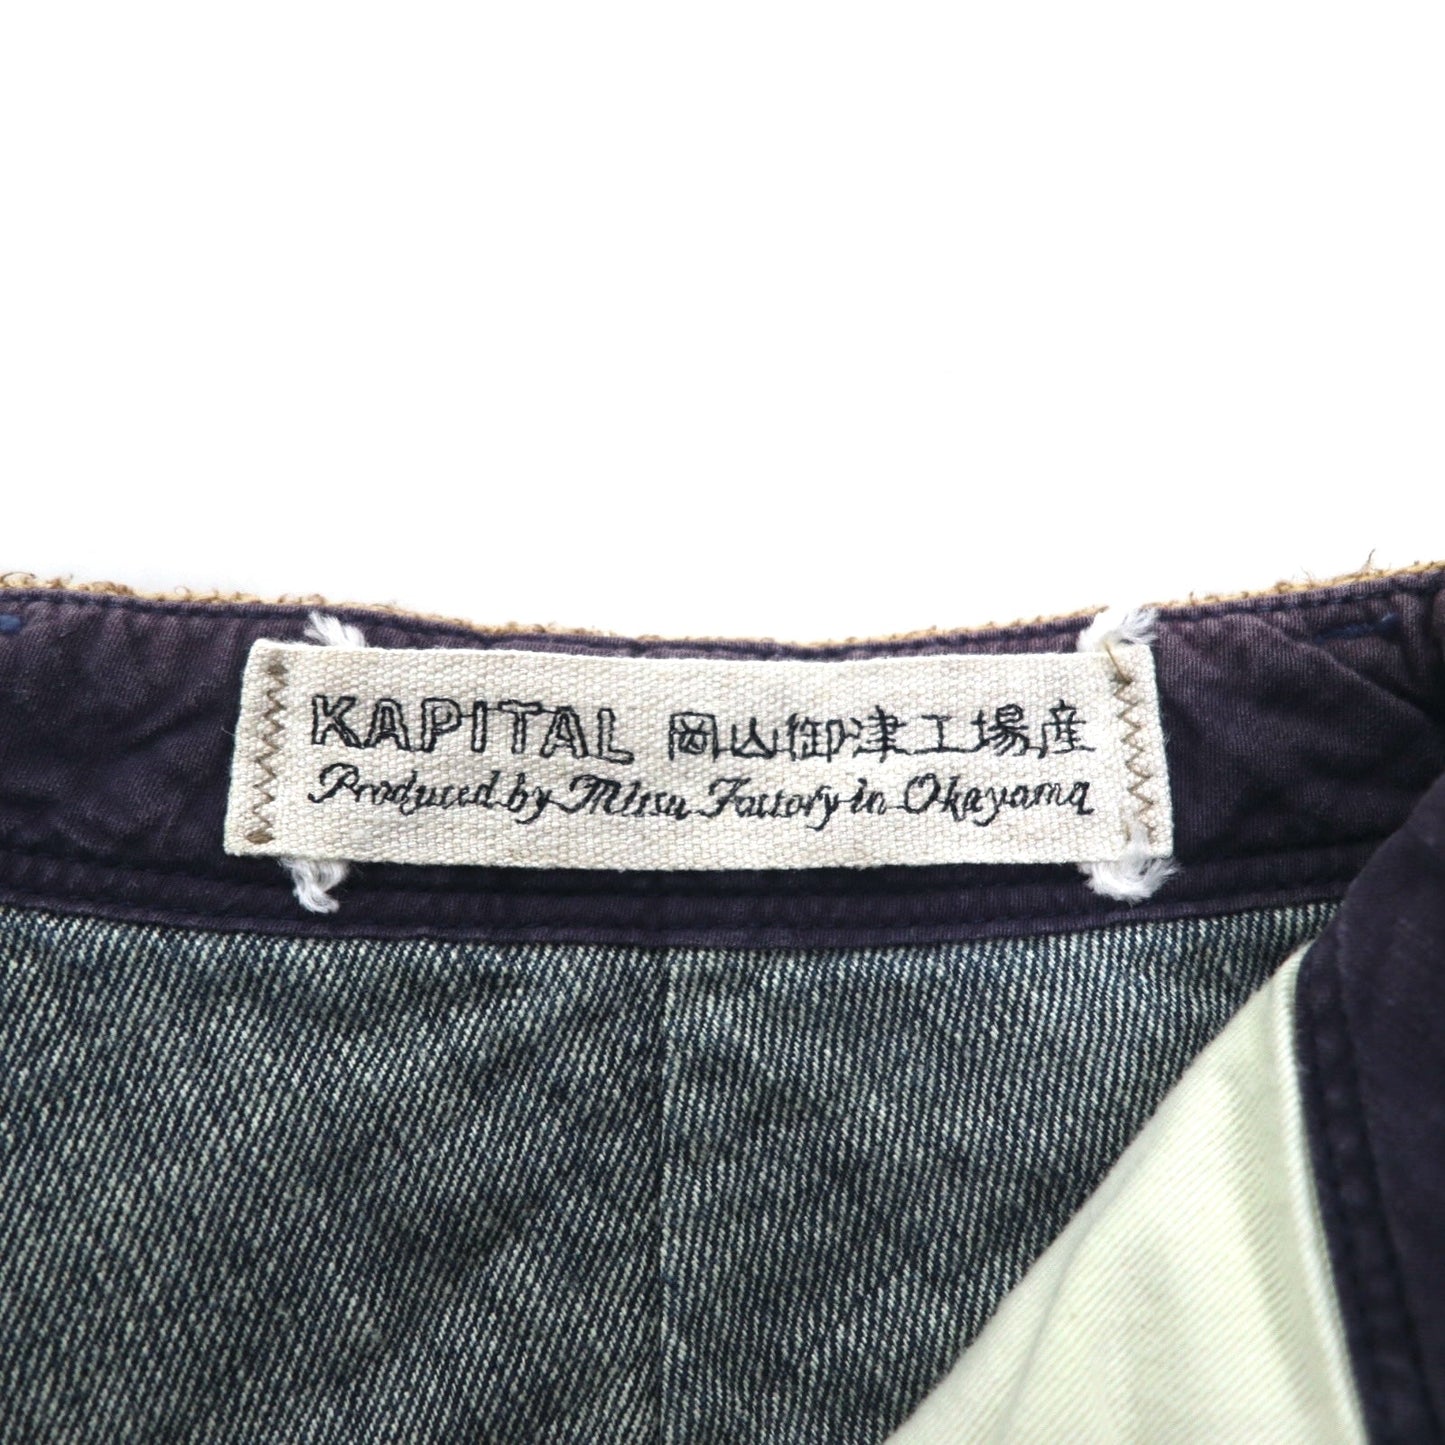 KAPITAL 岡山御津工場産
Produced by Mitsu Factory in Okayama